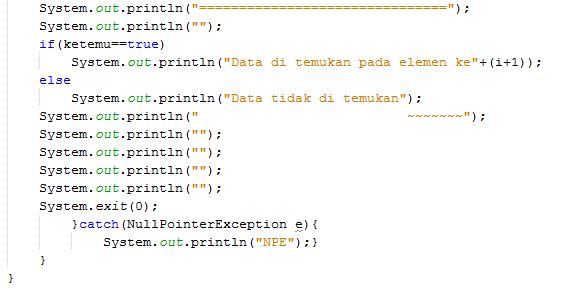 System.out.println("===============================");
System.out.println("");
if(ketemu==true)
System.out.println("Data di temukan pada elemen ke"+(i+1));
else
System.out.println("Data tidak di temukan");
System.out.println("                           ~~~~~~~");
System.out.println("");
System.out.println("");
System.out.println("");
System.out.println("");
System.exit(0);
}catch(NullPointerException e){
System.out.println("NPE");}
}
}